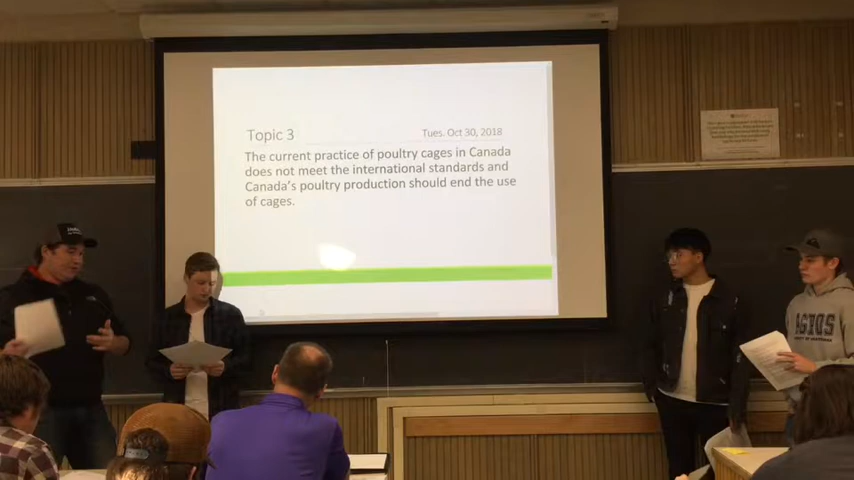 Topic 3
Tues. Oct 30, 2018
The current practice of poultry cages in Canada
does not meet the international standards and
Canada's poultry production should end the use
of cages.